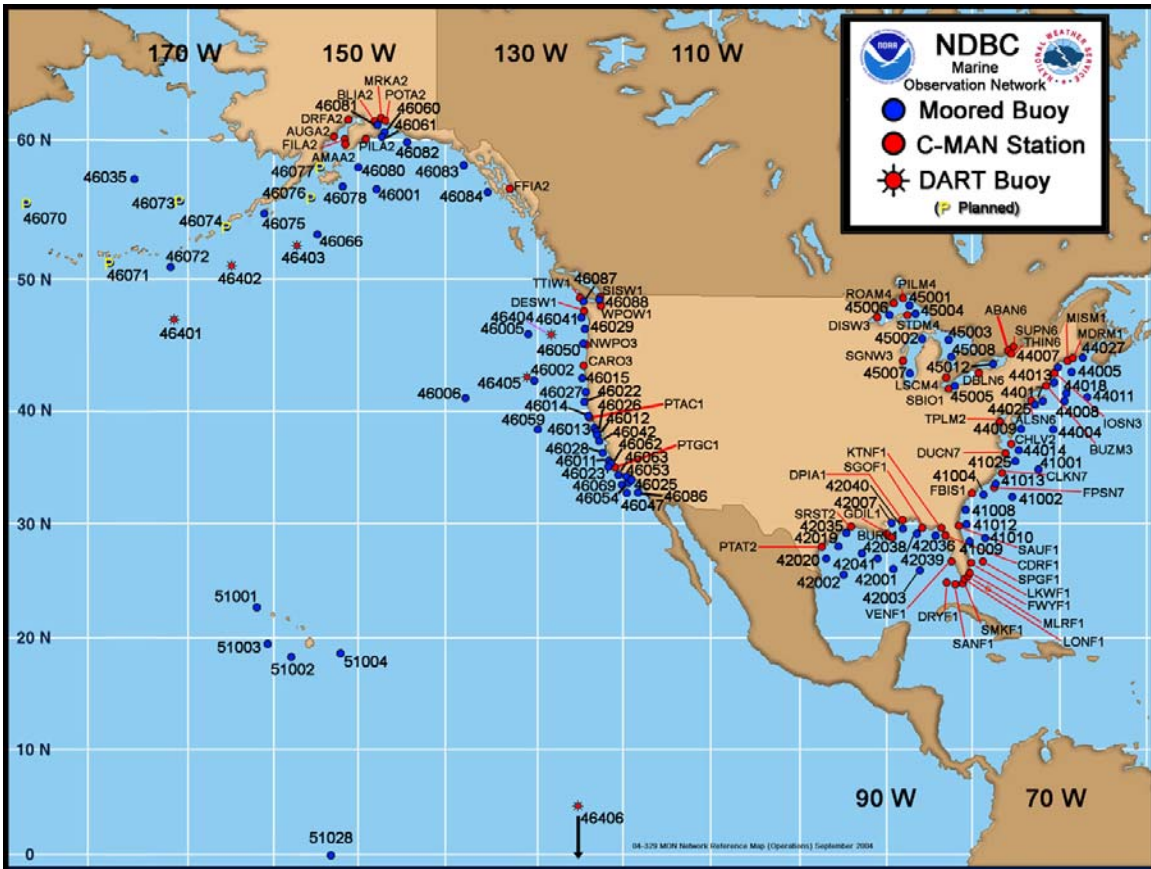 170 W
150 W
130 W
110 W
NOAA
NDBC
Marine
Observation Network
NATIONAL WEATHER SERVICE
Moored Buoy
C-MAN Station
DART Buoy
(P Planned)
MRKA2
BLIA2
POTA2
46081
46060
DRFA2
46061
AUGA2
60 N
FILA2
PILA2
46082
AMAA2
46077
46080
46083
46035
46076
46078
46001
46084
FFIA2
46073
46070
46074
46075
46066
46072
46403
46071
46402
50 N
46401
TTIW1
46087
SISW1
DESW1
46088
46404
46041
WPOW1
46005
46029
46050
NWPO3
46002
CARO3
46405
46015
46006
46027
46022
46026
46014
46012
PTAC1
40 N
46059
46013
46042
46062
PTGC1
46028
46063
46011
46053
46023
46025
46069
46054
46086
46047
PILM4
ROAM4
45001
45006
45004
DISW3
STDM4
45002
45003
SGNW3
45008
45007
45012
LSCM4
DBLN6
SBIO1
45005
ABAN6
MISM1
SUPN6
MDRM1
THIN6
44007
44027
44013
44005
44017
44018
44011
44025
44008
IOSN3
TPLM2
ALSN6
44009
44004
BUZM3
CHLV2
DUCN7
44014
KTNF1
41025
41001
SGOF1
CLKN7
DPIA1
41004
41013
42040
FBIS1
41002
FPSN7
42007
41008
SRST2
GDIL1
42035
41012
30 N
42019
BUR
41010
PTAT2
42038
42036
41009
SAUF1
42020
42039
CDRF1
42041
SPGF1
42002
42001
LKWF1
42003
FWYF1
VENF1
DRYF1
MLRF1
SMKF1
SANF1
LONF1
51001
20 N
51003
51002
51004
10 N
90 W
70 W
46406
51028
0
04-329 MON Network Reference Map (Operations) September 2004